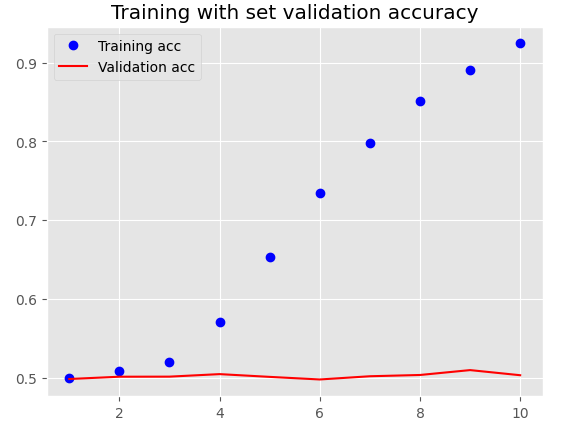 Training with set validation accuracy
Training acc
Validation acc
0.9
0.8
0.7
0.6
0.5
2 4 6 8 10